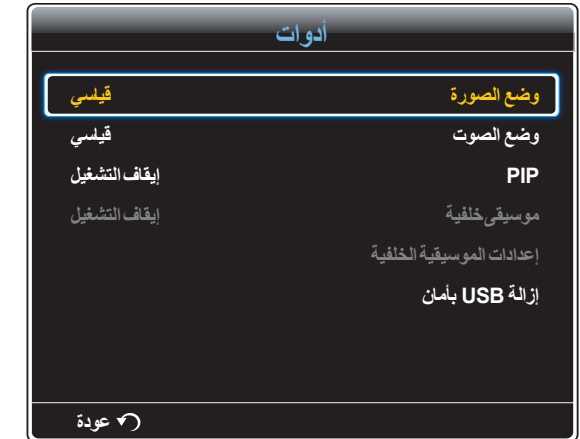 أدوات
وضع الصورة قياسي
وضع الصوت قياسي
PIP إيقاف التشغيل
موسيقى خلفية إيقاف التشغيل
إعدادات الموسيقية الخلفية
إزالة USB بأمان
عودة